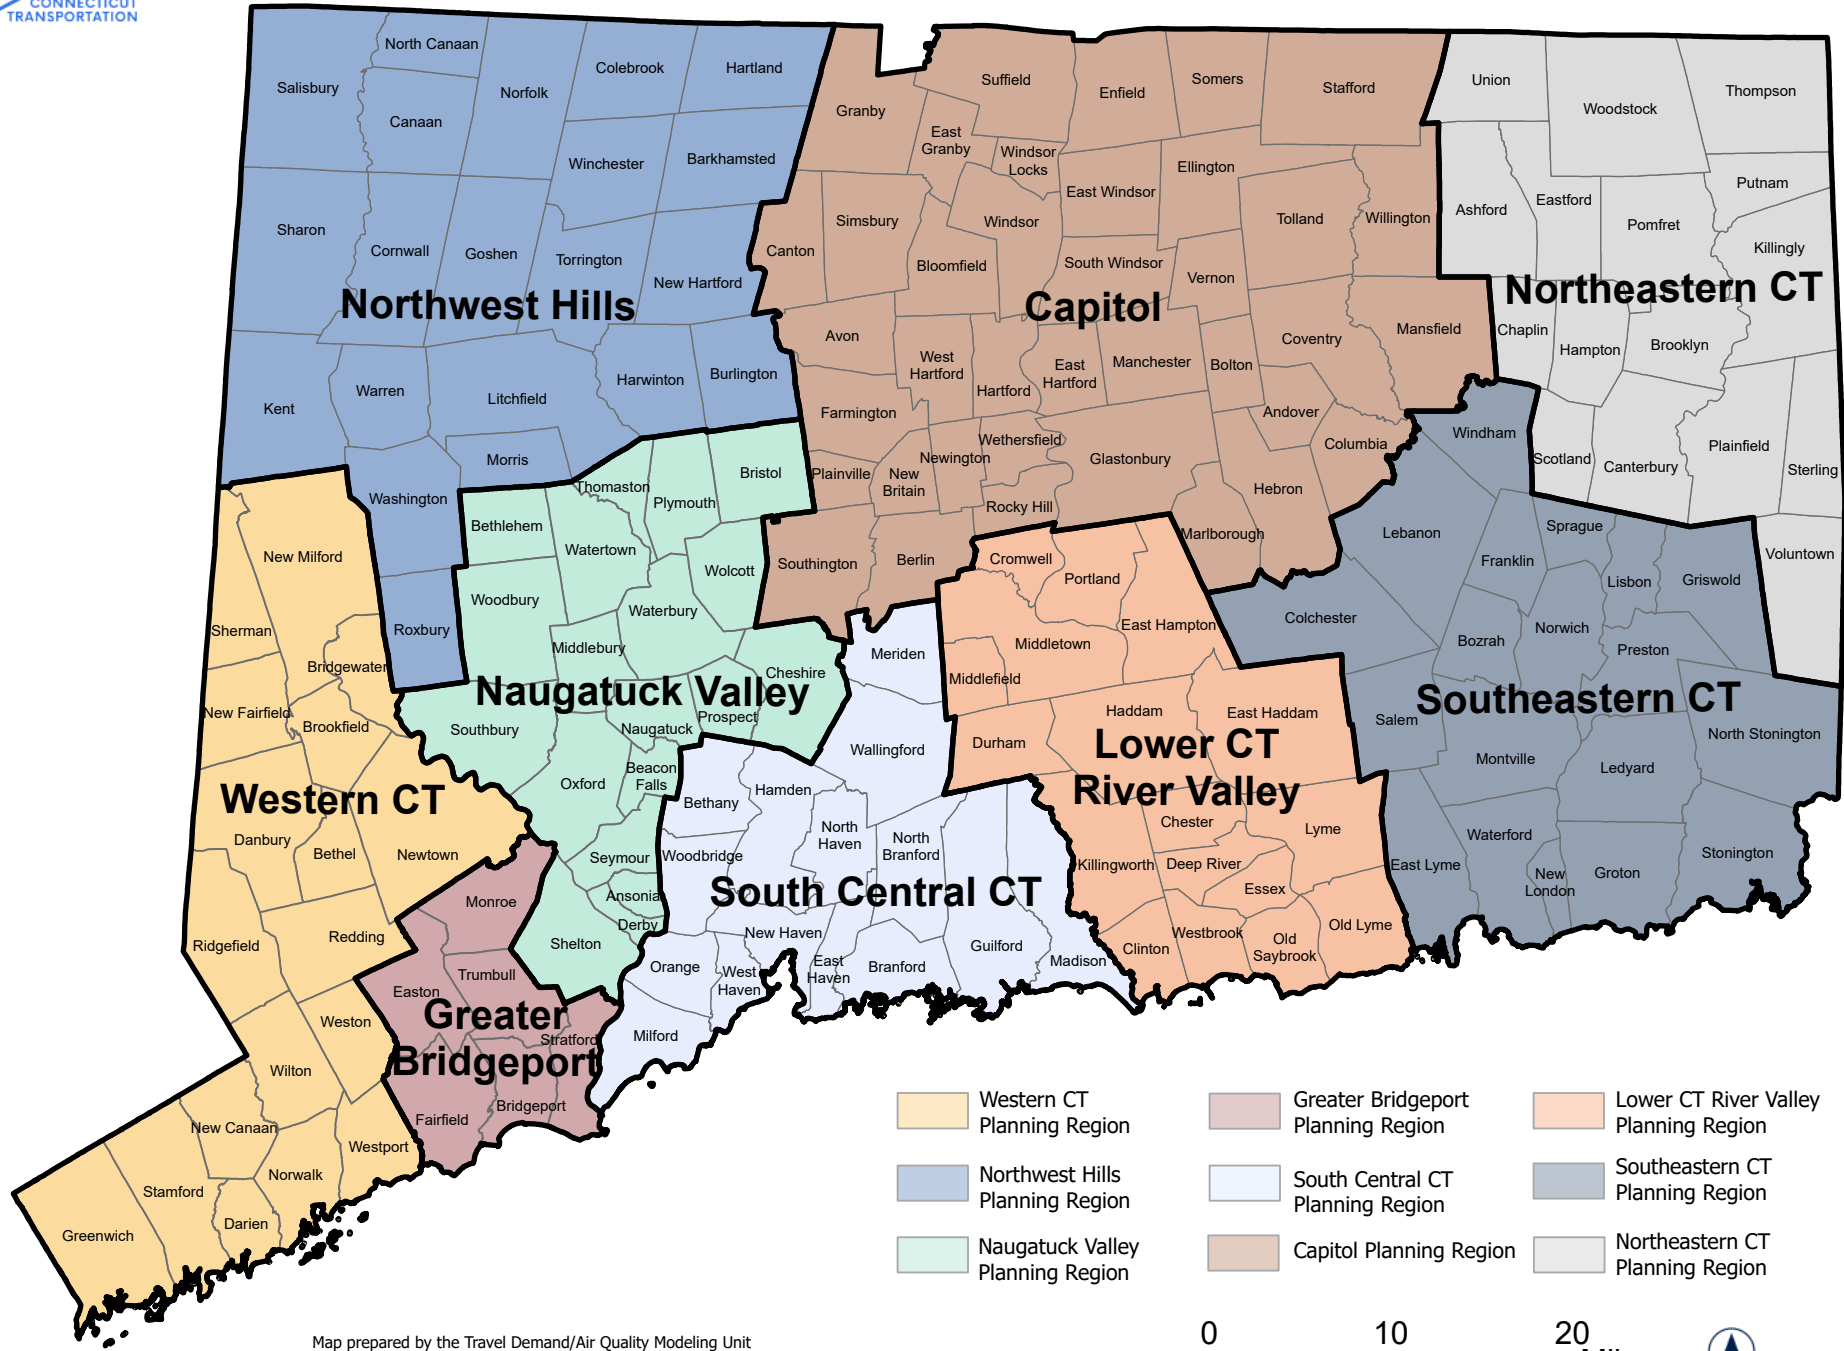 CONNECTICUT
TRANSPORTATION
North Canaan
Colebrook
Hartland
Salisbury
Norfolk
Canaan
Winchester
Barkhamsted
Sharon
Cornwall
Goshen
Torrington
New Hartford
Northwest Hills
Kent
Warren
Litchfield
Harwinton
Burlington
Morris
Washington
Roxbury
Suffield
Enfield
Somers
Stafford
Granby
East
Granby
Windsor
Locks
Ellington
East Windsor
Simsbury
Windsor
Tolland
Willington
Canton
Bloomfield
South Windsor
Vernon
Capitol
Avon
West
Hartford
Hartford
East
Hartford
Manchester
Bolton
Coventry
Mansfield
Farmington
Andover
Columbia
Wethersfield
Newington
Glastonbury
Plainville
New
Britain
Rocky Hill
Hebron
Marlborough
Southington
Berlin
Union
Woodstock
Thompson
Putnam
Ashford
Eastford
Pomfret
Killingly
Northeastern CT
Chaplin
Hampton
Brooklyn
Scotland
Canterbury
Plainfield
Sterling
Voluntown
Windham
Lebanon
Sprague
Franklin
Lisbon
Griswold
Colchester
Bozrah
Norwich
Preston
Southeastern CT
Salem
North Stonington
Montville
Ledyard
Waterford
East Lyme
New
London
Groton
Stonington
Bristol
Thomaston
Plymouth
Bethlehem
Watertown
Wolcott
Woodbury
Waterbury
Middlebury
Cheshire
Naugatuck Valley
Prospect
Southbury
Naugatuck
Beacon
Falls
Oxford
Seymour
Ansonia
Derby
Shelton
New Milford
Sherman
Bridgewater
New Fairfield
Brookfield
Western CT
Danbury
Bethel
Newtown
Ridgefield
Redding
Weston
Wilton
New Canaan
Westport
Norwalk
Stamford
Darien
Greenwich
Monroe
Trumbull
Easton
Greater
Bridgeport
Stratford
Bridgeport
Fairfield
Meriden
Wallingford
Hamden
Bethany
North
Haven
North
Branford
Woodbridge
South Central CT
New Haven
Orange
West
Haven
East
Haven
Branford
Guilford
Madison
Milford
Cromwell
Portland
East Hampton
Middletown
Middlefield
Haddam
East Haddam
Durham
Lower CT
River Valley
Chester
Lyme
Killingworth
Deep River
Essex
Westbrook
Old
Saybrook
Old Lyme
Clinton
Western CT
Planning Region
Northwest Hills
Planning Region
Naugatuck Valley
Planning Region
Greater Bridgeport
Planning Region
South Central CT
Planning Region
Capitol Planning Region
Lower CT River Valley
Planning Region
Southeastern CT
Planning Region
Northeastern CT
Planning Region
Map prepared by the Travel Demand/Air Quality Modeling Unit
0 10 20